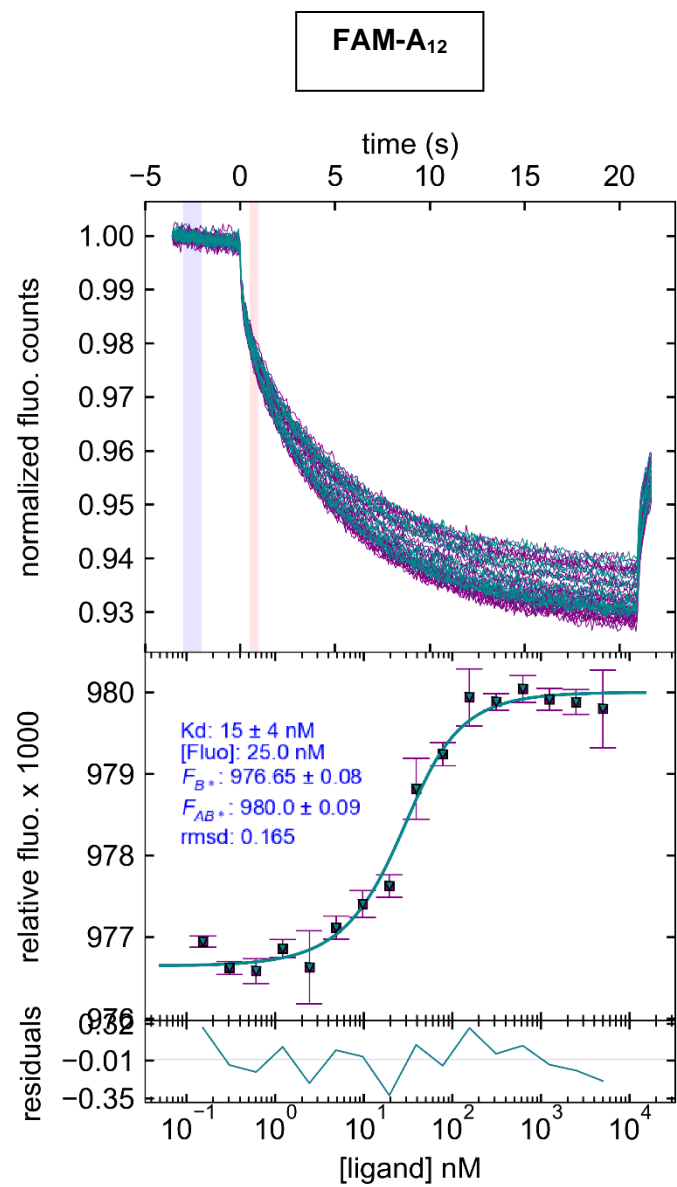 FAM-A₁₂
time (s)
−5 0 5 10 15 20
normalized fluo. counts
1.00
0.99
0.98
0.97
0.96
0.95
0.94
0.93
relative fluo. x 1000
980
979
978
977
976
Kd: 15 ± 4 nM
[Fluo]: 25.0 nM
F_B*: 976.65 ± 0.08
F_AB*: 980.0 ± 0.09
rmsd: 0.165
residuals
0.32
−0.01
−0.35
10⁻¹ 10⁰ 10¹ 10² 10³ 10⁴
[ligand] nM